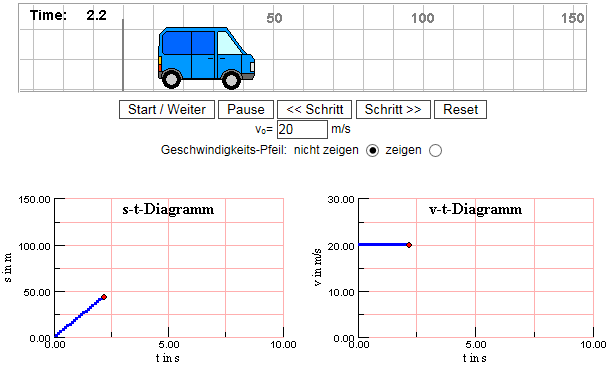 Time: 2.2
50 100 150
Start / Weiter Pause << Schritt Schritt >> Reset
v₀= 20 m/s
Geschwindigkeits-Pfeil: nicht zeigen zeigen
s-t-Diagramm
150.00
100.00
50.00
0.00
s in m
0.00 5.00 10.00
t in s
v-t-Diagramm
30.00
20.00
10.00
0.00
v in m/s
0.00 5.00 10.00
t in s